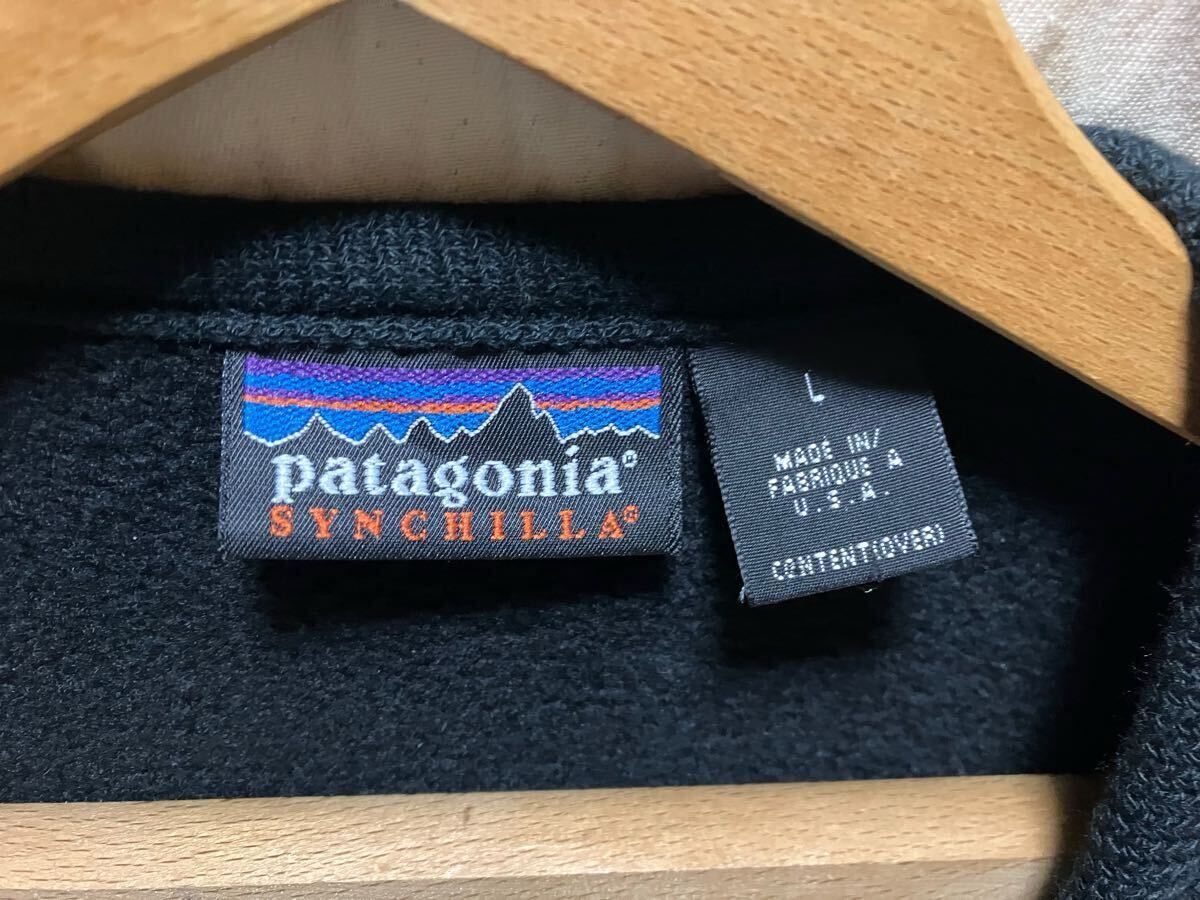 patagonia®
SYNCHILLA®
L
MADE IN/
FABRIQUE A
U.S.A.
CONTENT(OVER)